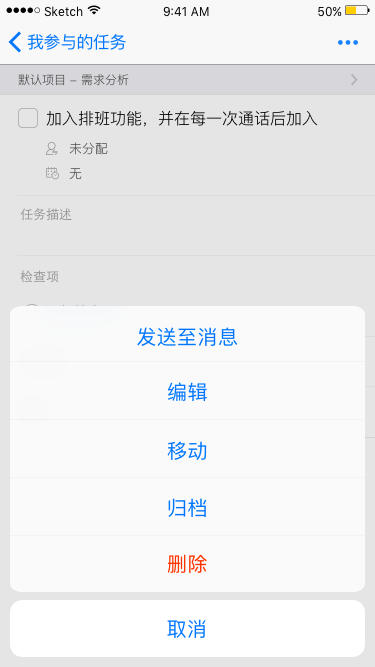 Sketch 9:41 AM 50%
我参与的任务
默认项目 – 需求分析
加入排班功能，并在每一次通话后加入
未分配
无
任务描述
检查项
发送至消息
编辑
移动
归档
删除
取消